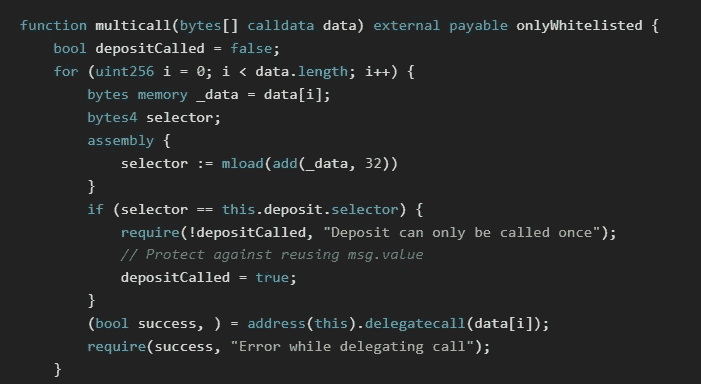 function multicall(bytes[] calldata data) external payable onlyWhitelisted {
    bool depositCalled = false;
    for (uint256 i = 0; i < data.length; i++) {
        bytes memory _data = data[i];
        bytes4 selector;
        assembly {
            selector := mload(add(_data, 32))
        }
        if (selector == this.deposit.selector) {
            require(!depositCalled, "Deposit can only be called once");
            // Protect against reusing msg.value
            depositCalled = true;
        }
        (bool success, ) = address(this).delegatecall(data[i]);
        require(success, "Error while delegating call");
    }